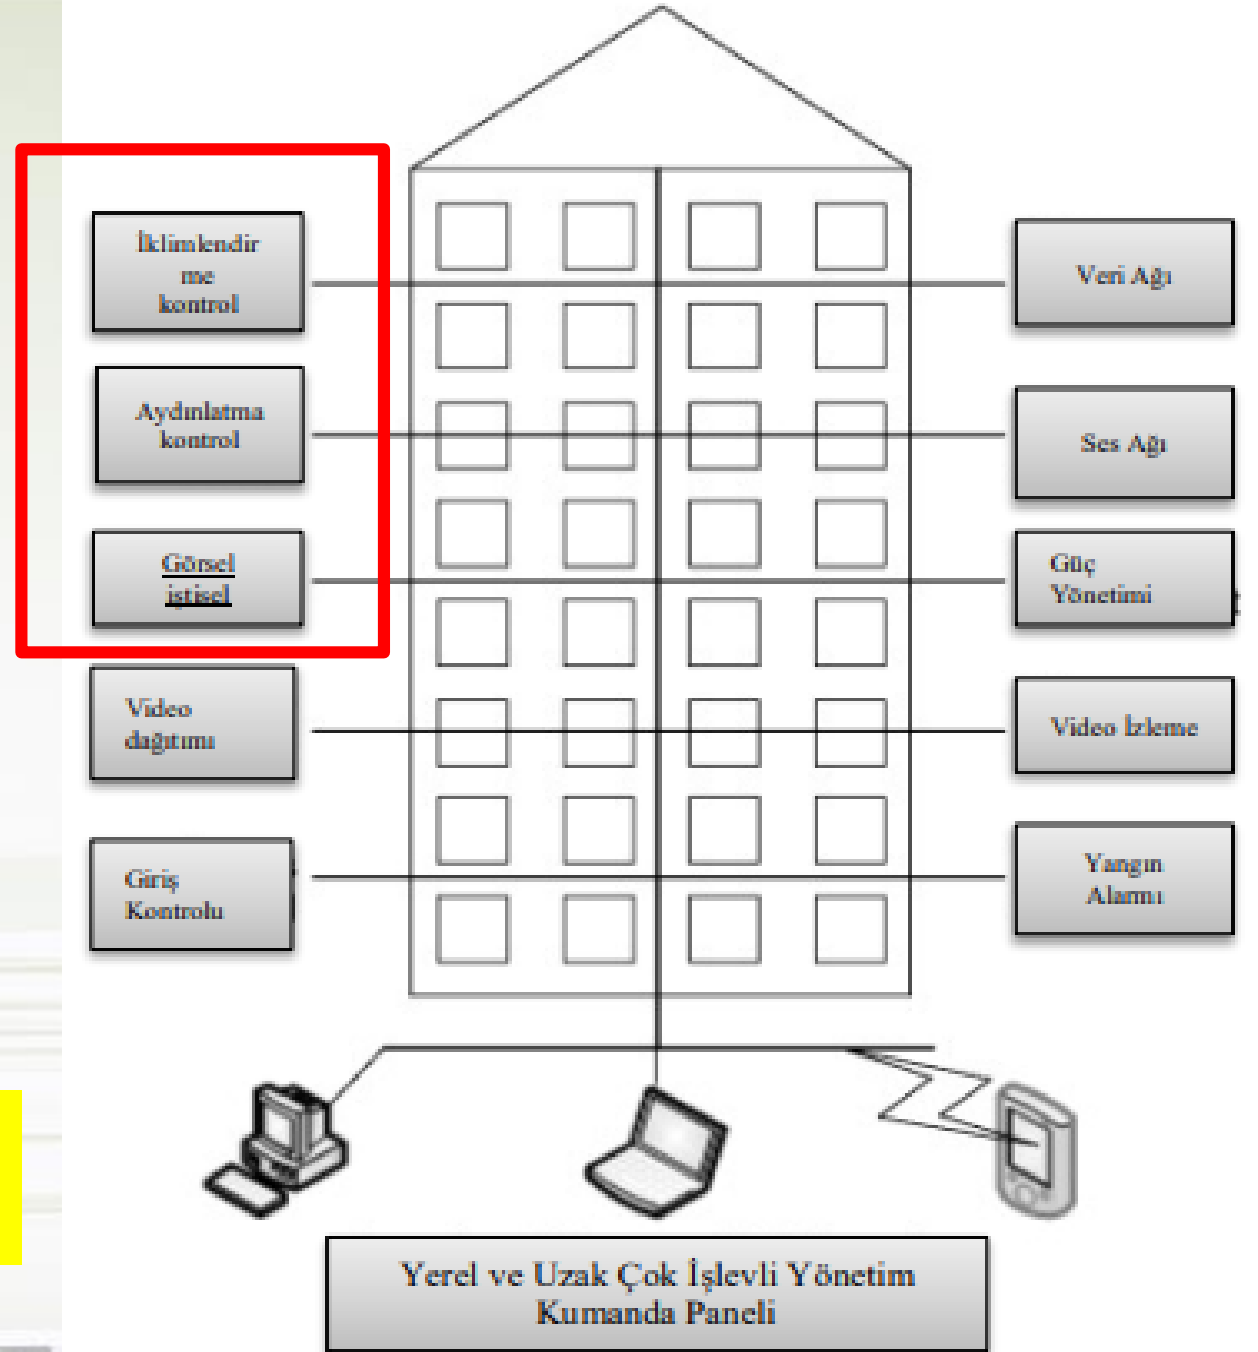 İklimlendir
me
kontrol
Aydınlatma
kontrol
Görsel
iştisel
Video
dağıtımı
Giriş
Kontrolu
Veri Ağı
Ses Ağı
Güç
Yönetimi
Video İzleme
Yangın
Alarmı
Yerel ve Uzak Çok İşlevli Yönetim
Kumanda Paneli